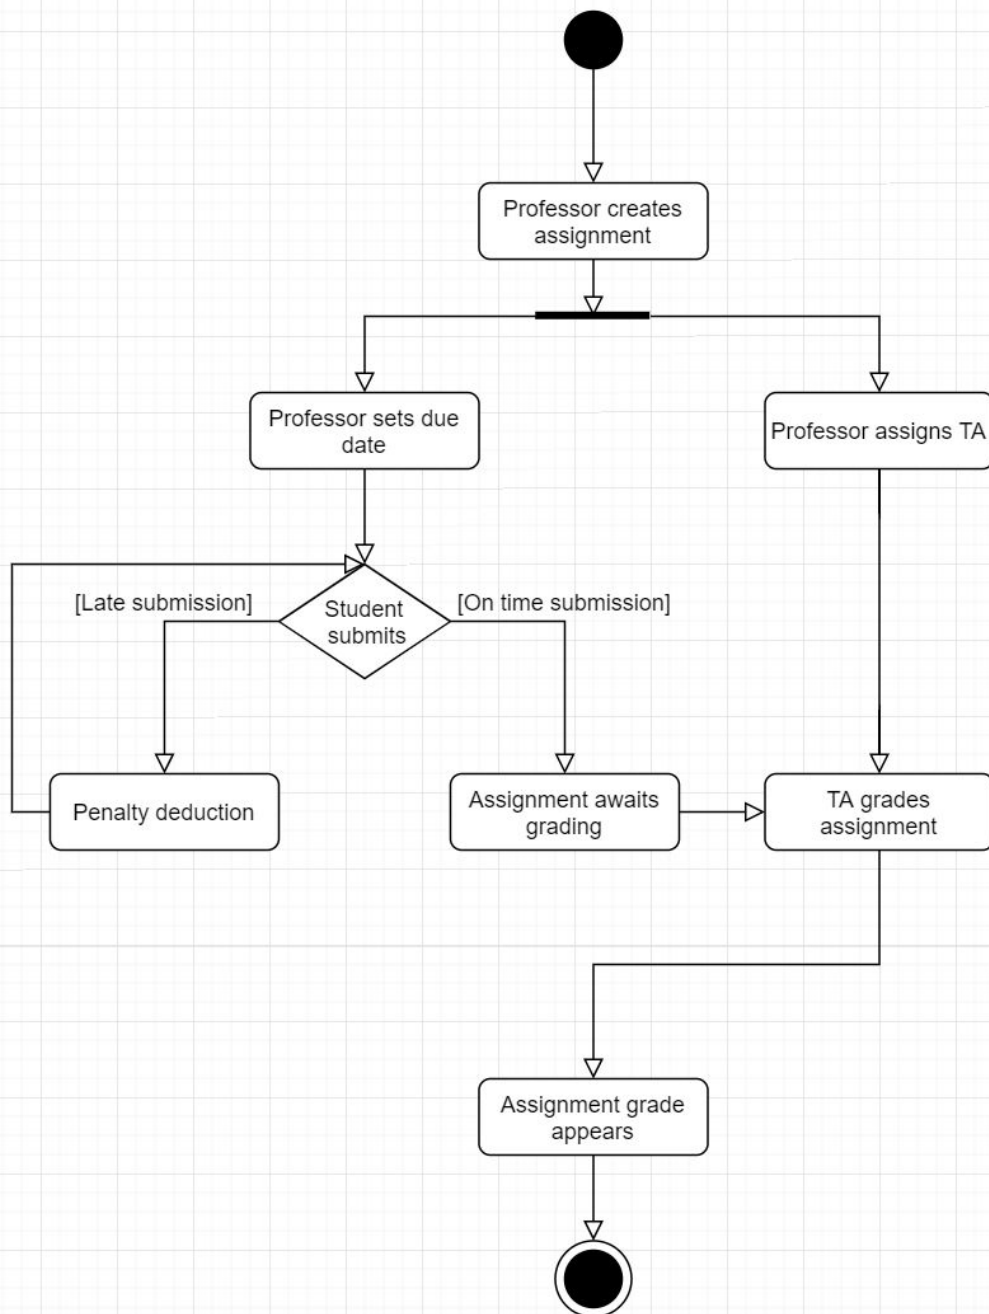 Professor creates
assignment
Professor sets due
date
Professor assigns TA
[Late submission]
Student
submits
[On time submission]
Penalty deduction
Assignment awaits
grading
TA grades
assignment
Assignment grade
appears